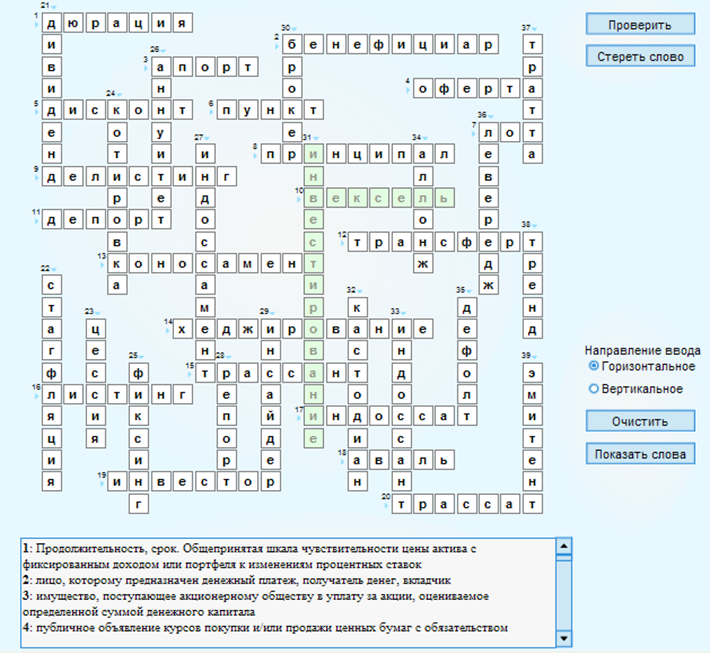 1 дюрация
2 бенефициар
3 апорт
4 оферта
5 дисконт
6 пункт
7 лот
8 принципал
9 делистинг
10 вексель
11 депорт
12 трансферт
13 коносамент
14 хеджирование
15 трассант
16 листинг
17 индоссат
18 аваль
19 инвестор
20 трассат
21 дивиденд
22 стагфляция
23 цессия
24 котировка
25 фиксинг
26 аннуитет
27 индоссамент
28 репорт
29 инсайдер
30 брокер
31 инвестирование
32 кастодиан
33 индоссант
34 аллонж
35 дефолт
36 леверидж
37 тратта
38 тренд
39 эмитент
Проверить
Стереть слово
Направление ввода
Горизонтальное
Вертикальное
Очистить
Показать слова
1: Продолжительность, срок. Общепринятая шкала чувствительности цены актива с
фиксированным доходом или портфеля к изменениям процентных ставок
2: лицо, которому предназначен денежный платеж, получатель денег, вкладчик
3: имущество, поступающее акционерному обществу в уплату за акции, оцениваемое
определенной суммой денежного капитала
4: публичное объявление курсов покупки и/или продажи ценных бумаг с обязательством